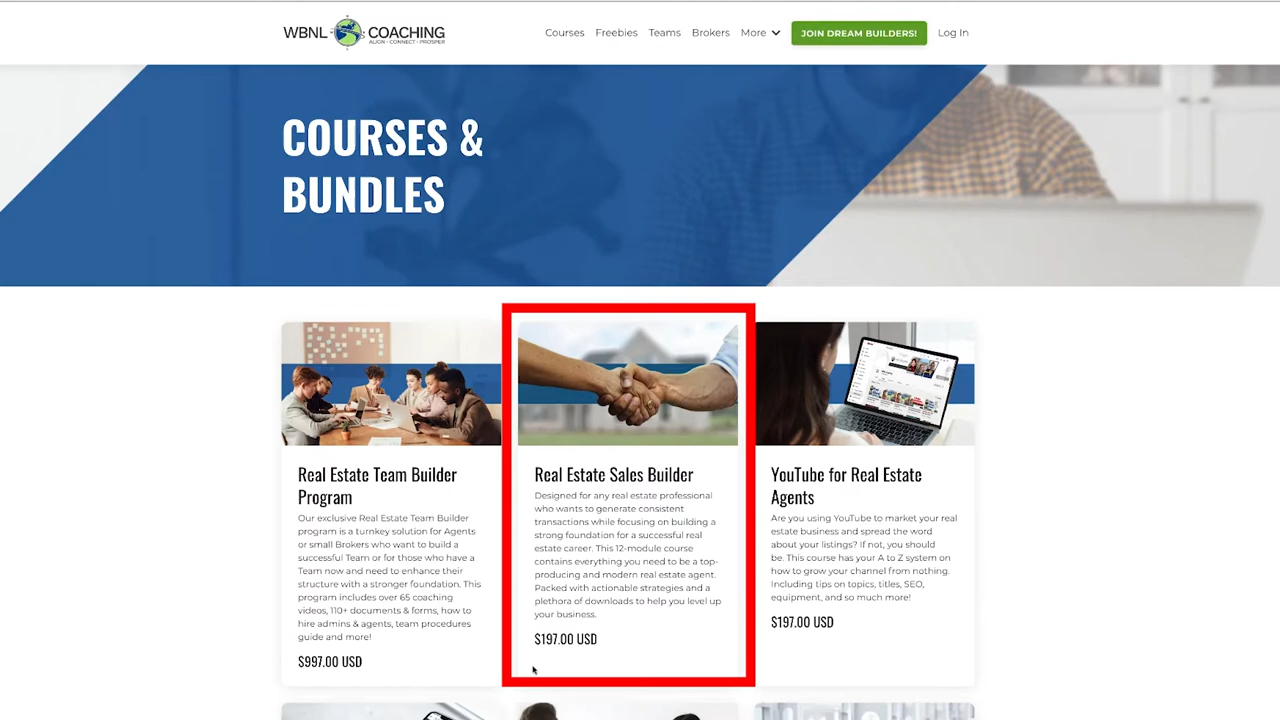 WBNL COACHING
ALIGN • CONNECT • PROSPER
Courses Freebies Teams Brokers More JOIN DREAM BUILDERS! Log In
COURSES &
BUNDLES
Real Estate Team Builder
Program
Our exclusive Real Estate Team Builder
program is a turnkey solution for Agents
or small Brokers who want to build a
successful Team or for those who have a
Team now and need to enhance their
structure with a stronger foundation. This
program includes over 65 coaching
videos, 110+ documents & forms, how to
hire admins & agents, team procedures
guide and more!
$997.00 USD
Real Estate Sales Builder
Designed for any real estate professional
who wants to generate consistent
transactions while focusing on building a
strong foundation for a successful real
estate career. This 12-module course
contains everything you need to be a top-
producing and modern real estate agent.
Packed with actionable strategies and a
plethora of downloads to help you level up
your business.
$197.00 USD
YouTube for Real Estate
Agents
Are you using YouTube to market your real
estate business and spread the word
about your listings? If not, you should
be. This course has your A to Z system on
how to grow your channel from nothing.
Including tips on topics, titles, SEO,
equipment, and so much more!
$197.00 USD